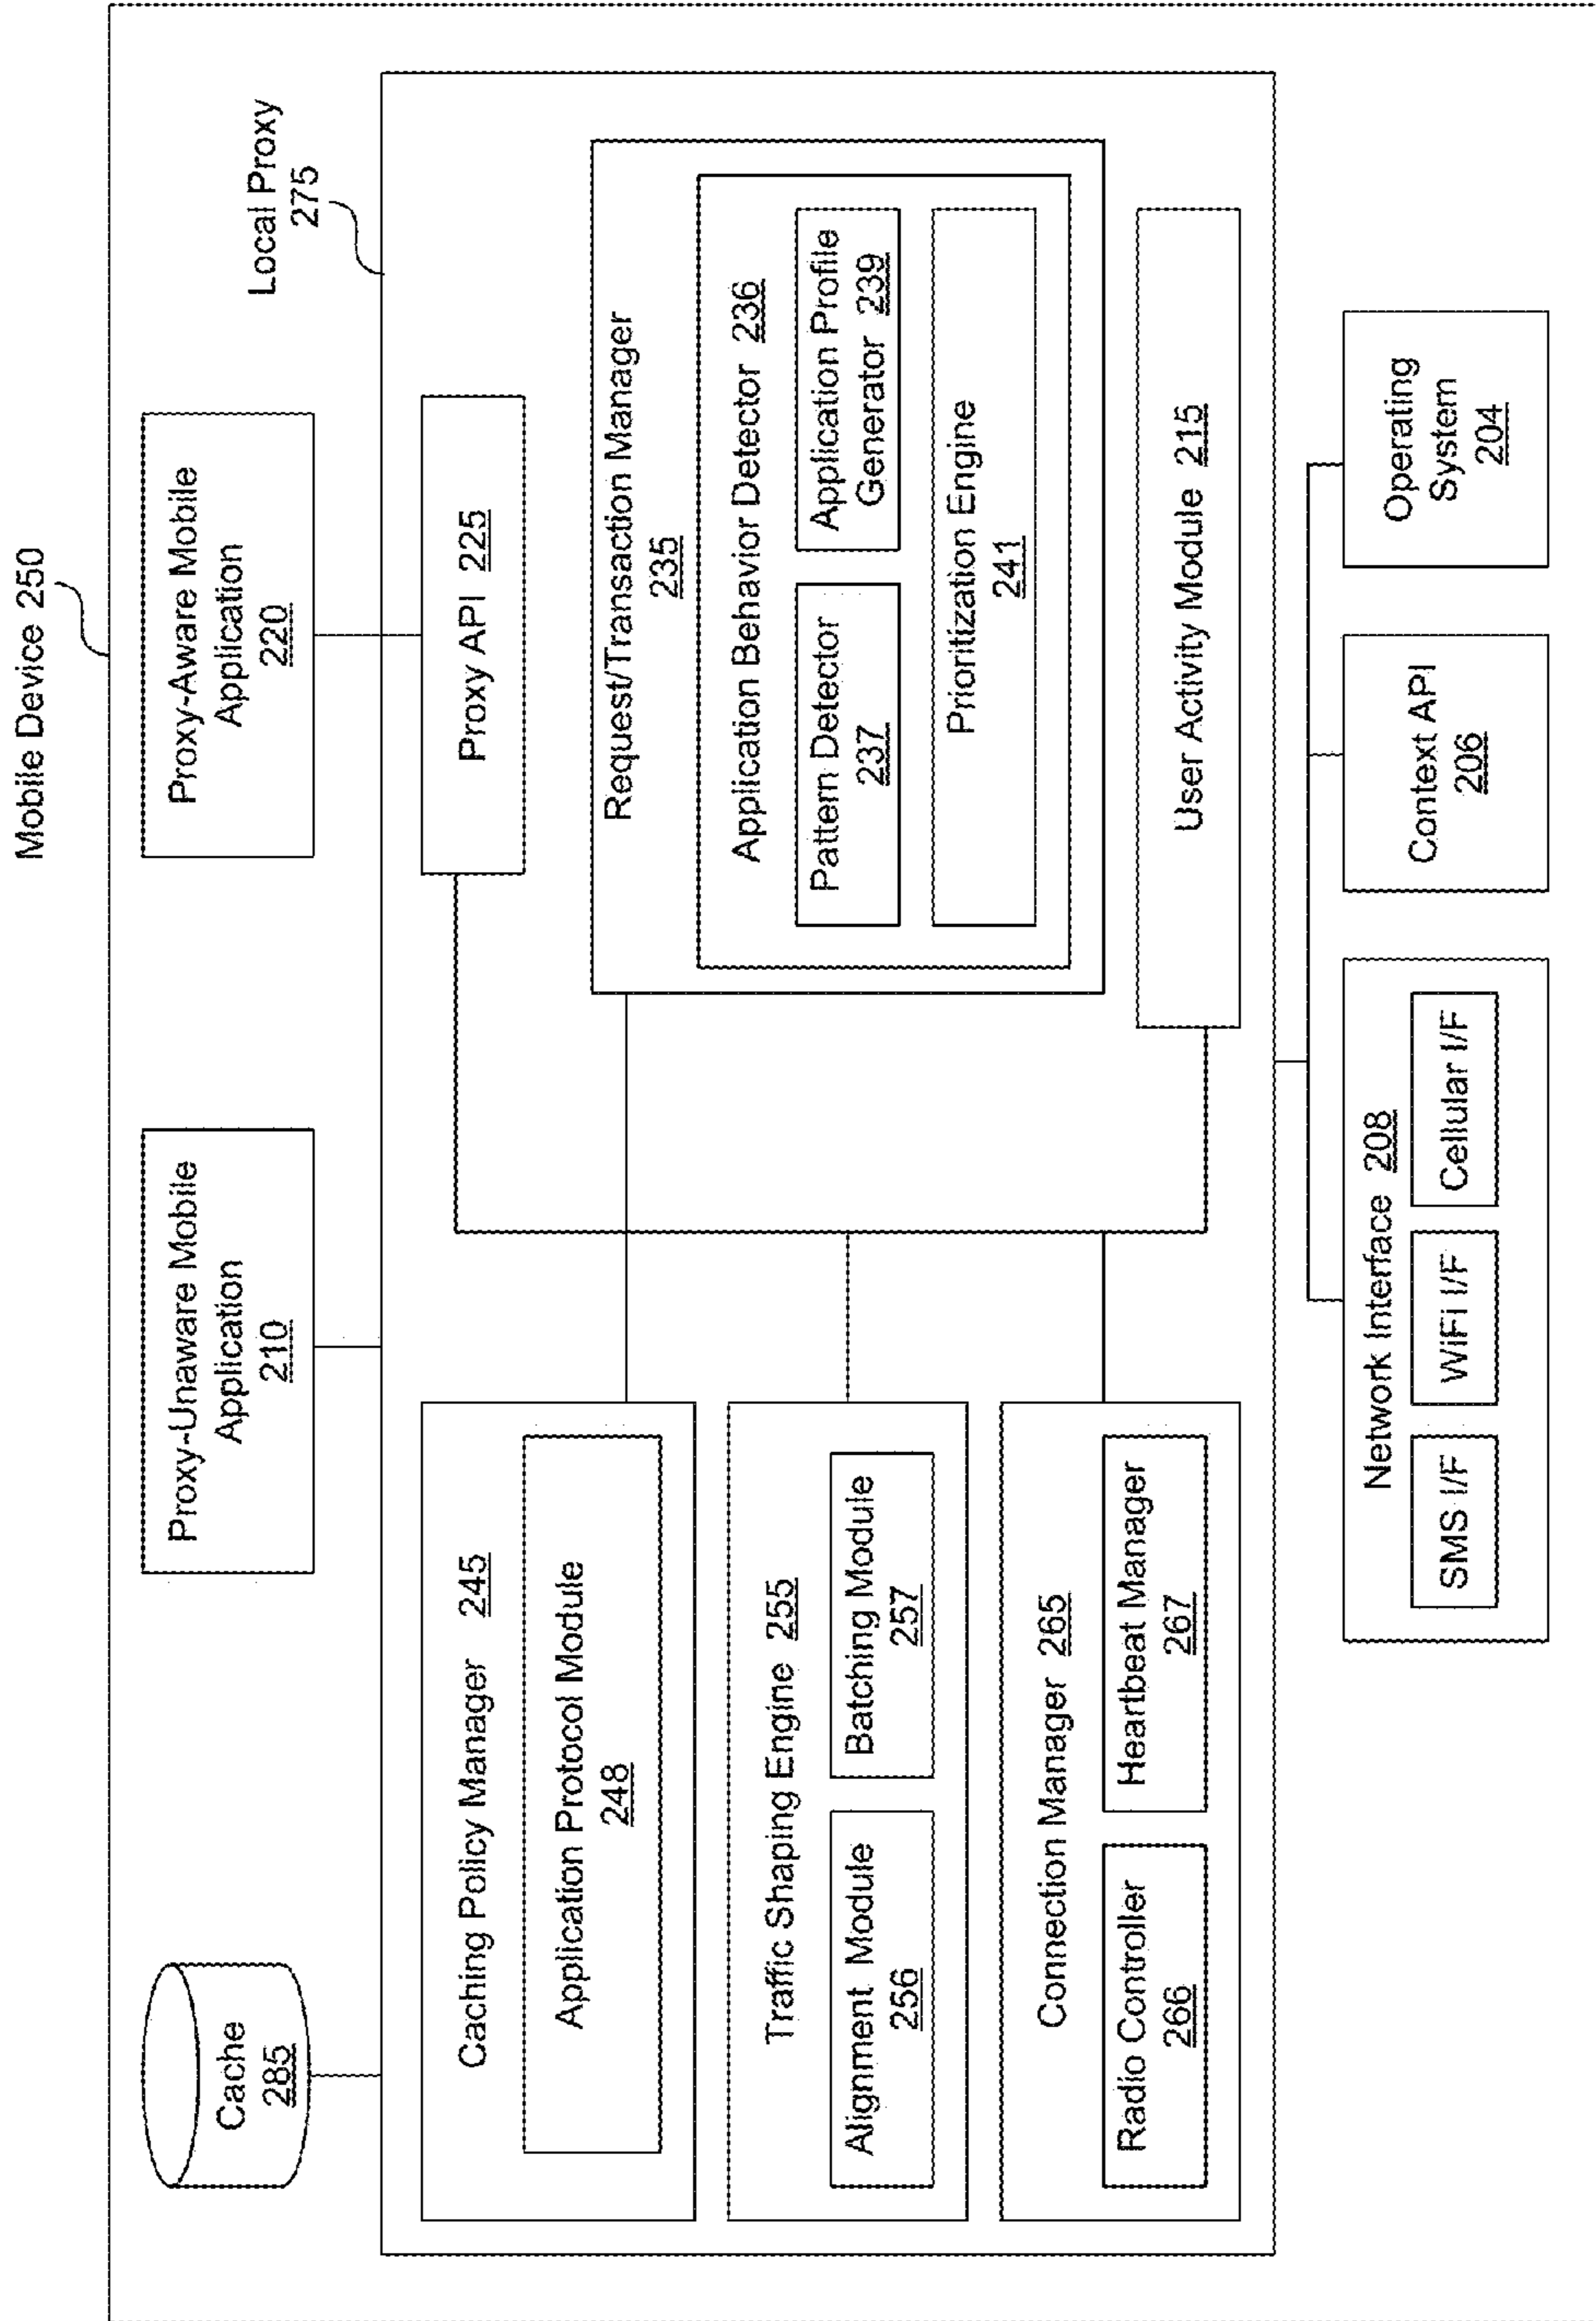 Mobile Device 250
Cache
285
Proxy-Unaware Mobile
Application
210
Proxy-Aware Mobile
Application
220
Local Proxy
275
Caching Policy Manager 245
Application Protocol Module
248
Traffic Shaping Engine 255
Alignment Module
256
Batching Module
257
Connection Manager 265
Radio Controller
266
Heartbeat Manager
267
Proxy API 225
Request/Transaction Manager
235
Application Behavior Detector 236
Pattern Detector
237
Application Profile
Generator 239
Prioritization Engine
241
User Activity Module 215
Network Interface 208
SMS I/F
WiFi I/F
Cellular I/F
Context API
206
Operating
System
204